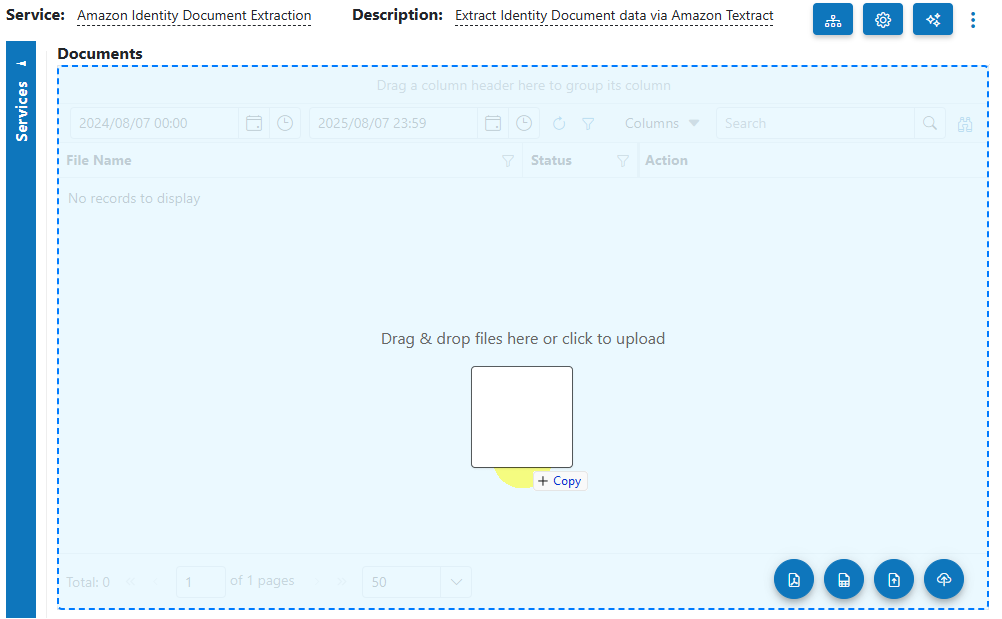 Service: Amazon Identity Document Extraction Description: Extract Identity Document data via Amazon Textract
Services
Documents
Drag a column header here to group its column
2024/08/07 00:00 2025/08/07 23:59 Columns Search
File Name Status Action
No records to display
Drag & drop files here or click to upload
+ Copy
Total: 0 1 of 1 pages 50